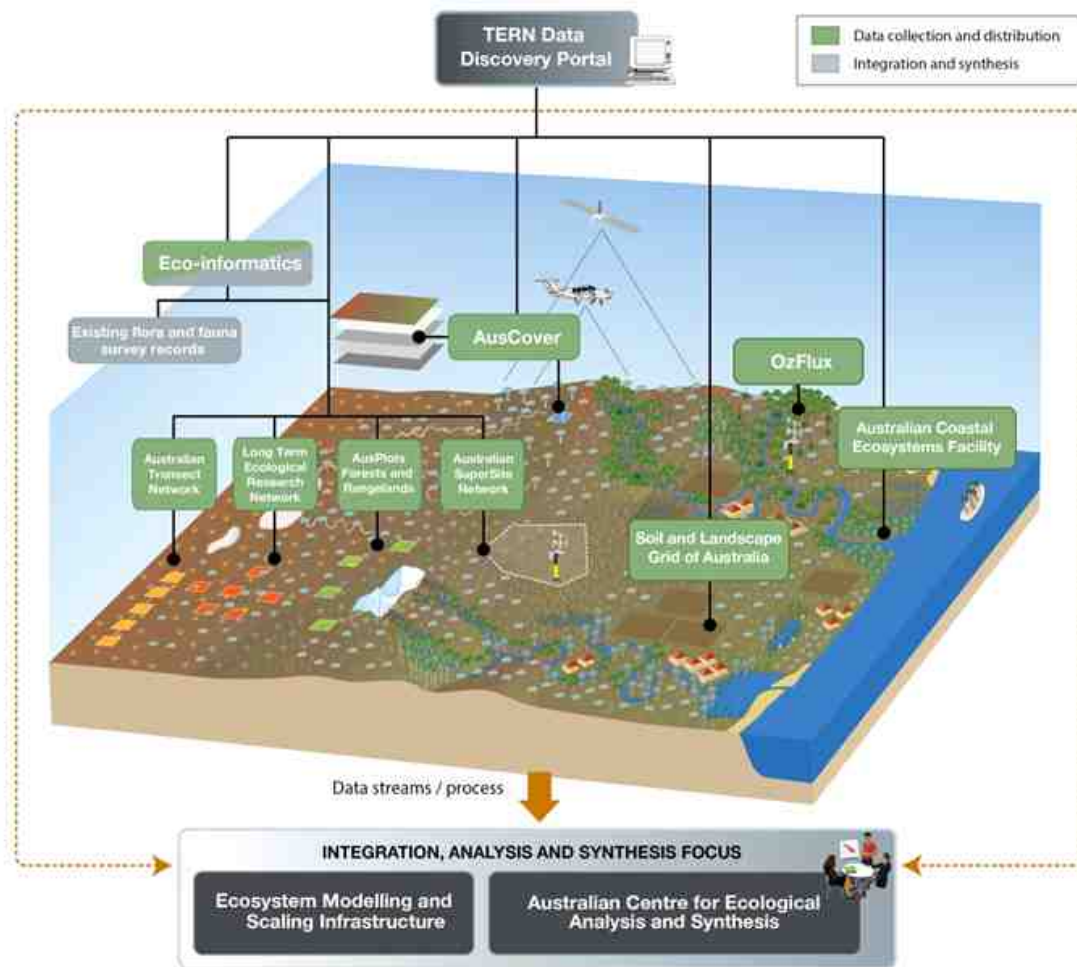 TERN Data
Discovery Portal
Data collection and distribution
Integration and synthesis
Eco-informatics
Existing flora and fauna
survey records
AusCover
OzFlux
Australian Coastal
Ecosystems Facility
Australian
Transect
Network
Long Term
Ecological
Research
Network
AusPlots
Forests and
Rangelands
Australian
SuperSite
Network
Soil and Landscape
Grid of Australia
Data streams / process
INTEGRATION, ANALYSIS AND SYNTHESIS FOCUS
Ecosystem Modelling and
Scaling Infrastructure
Australian Centre for Ecological
Analysis and Synthesis